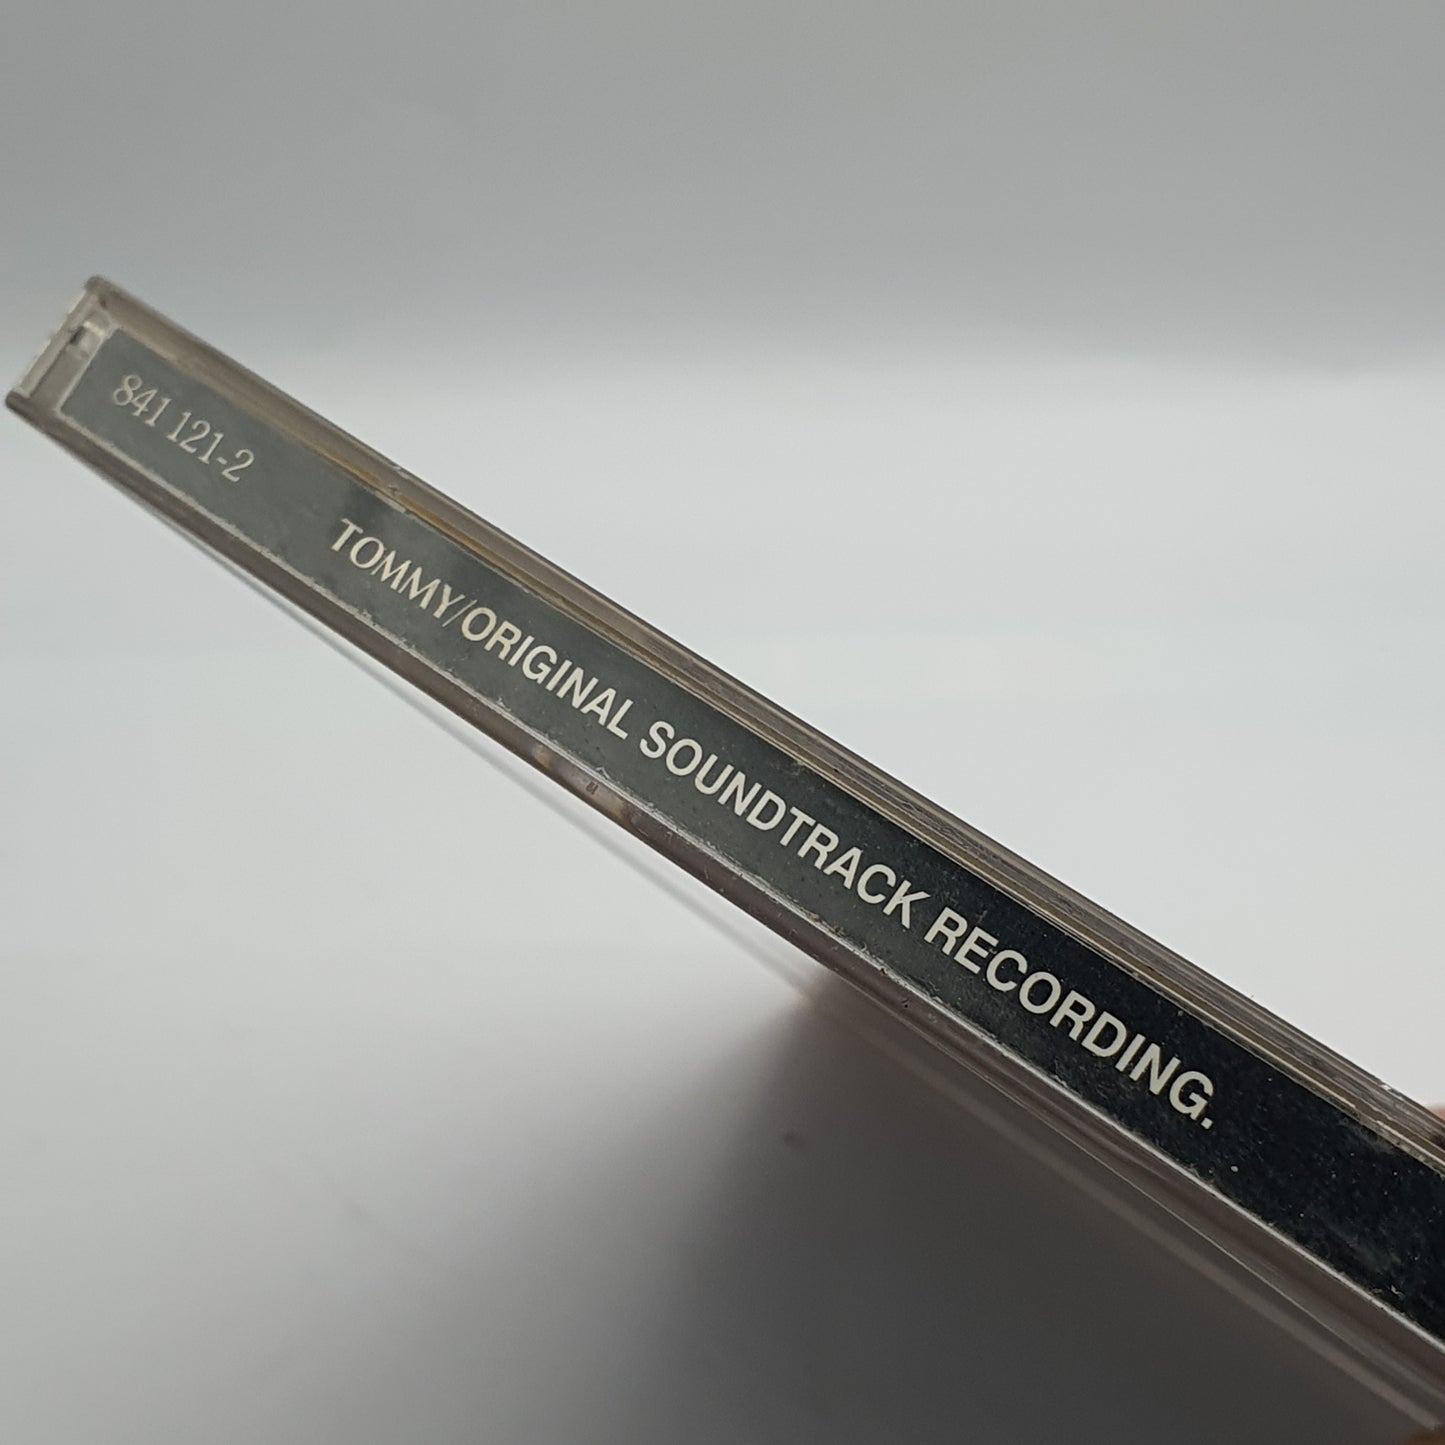 841 121-2 TOMMY/ORIGINAL SOUNDTRACK RECORDING.